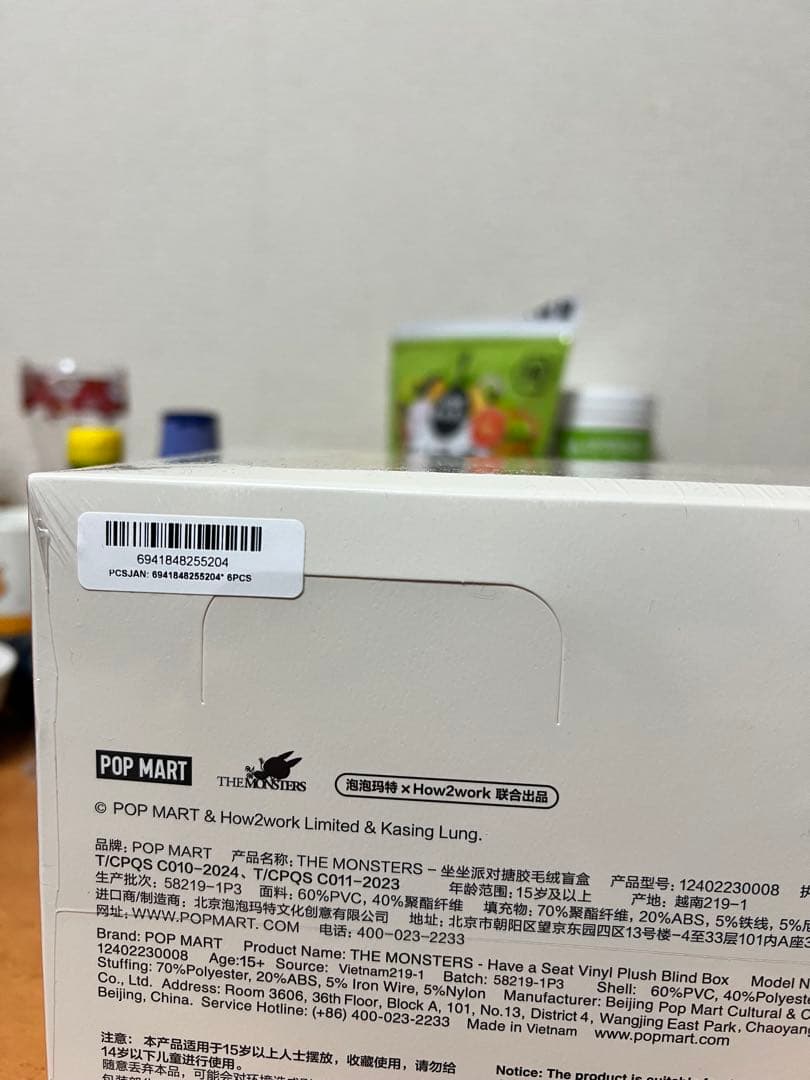 6941848255204
PCSJAN: 6941848255204* 6PCS
POP MART
THE MONSTERS
泡泡玛特 × How2work 联合出品
© POP MART & How2work Limited & Kasing Lung.
品牌: POP MART 产品名称: THE MONSTERS – 坐坐派对搪胶毛绒盲盒 产品型号: 12402230008
T/CPQS C010-2024、T/CPQS C011-2023 年龄范围: 15岁及以上 产地: 越南219-1
生产批次: 58219-1P3 面料: 60%PVC, 40%聚酯纤维 填充物: 70%聚酯纤维, 20%ABS, 5%铁线, 5%
进口商/制造商: 北京泡泡玛特文化创意有限公司 地址: 北京市朝阳区望京东园四区13号楼-4至33层101内A座3
网址: WWW.POPMART.COM 电话: 400-023-2233
Brand: POP MART Product Name: THE MONSTERS - Have a Seat Vinyl Plush Blind Box Model N
12402230008 Age:15+ Source: Vietnam219-1 Batch: 58219-1P3 Shell: 60%PVC, 40%Polyeste
Stuffing: 70%Polyester, 20%ABS, 5% Iron Wire, 5%Nylon Manufacturer: Beijing Pop Mart Cultural & C
Co., Ltd. Address: Room 3606, 36th Floor, Block A, 101, No.13, District 4, Wangjing East Park, Chaoyang
Beijing, China. Service Hotline: (+86) 400-023-2233 Made in Vietnam www.popmart.com
注意: 本产品适用于15岁以上人士摆放，收藏使用，请勿给
14岁以下儿童进行使用。
Notice: The product is suitable